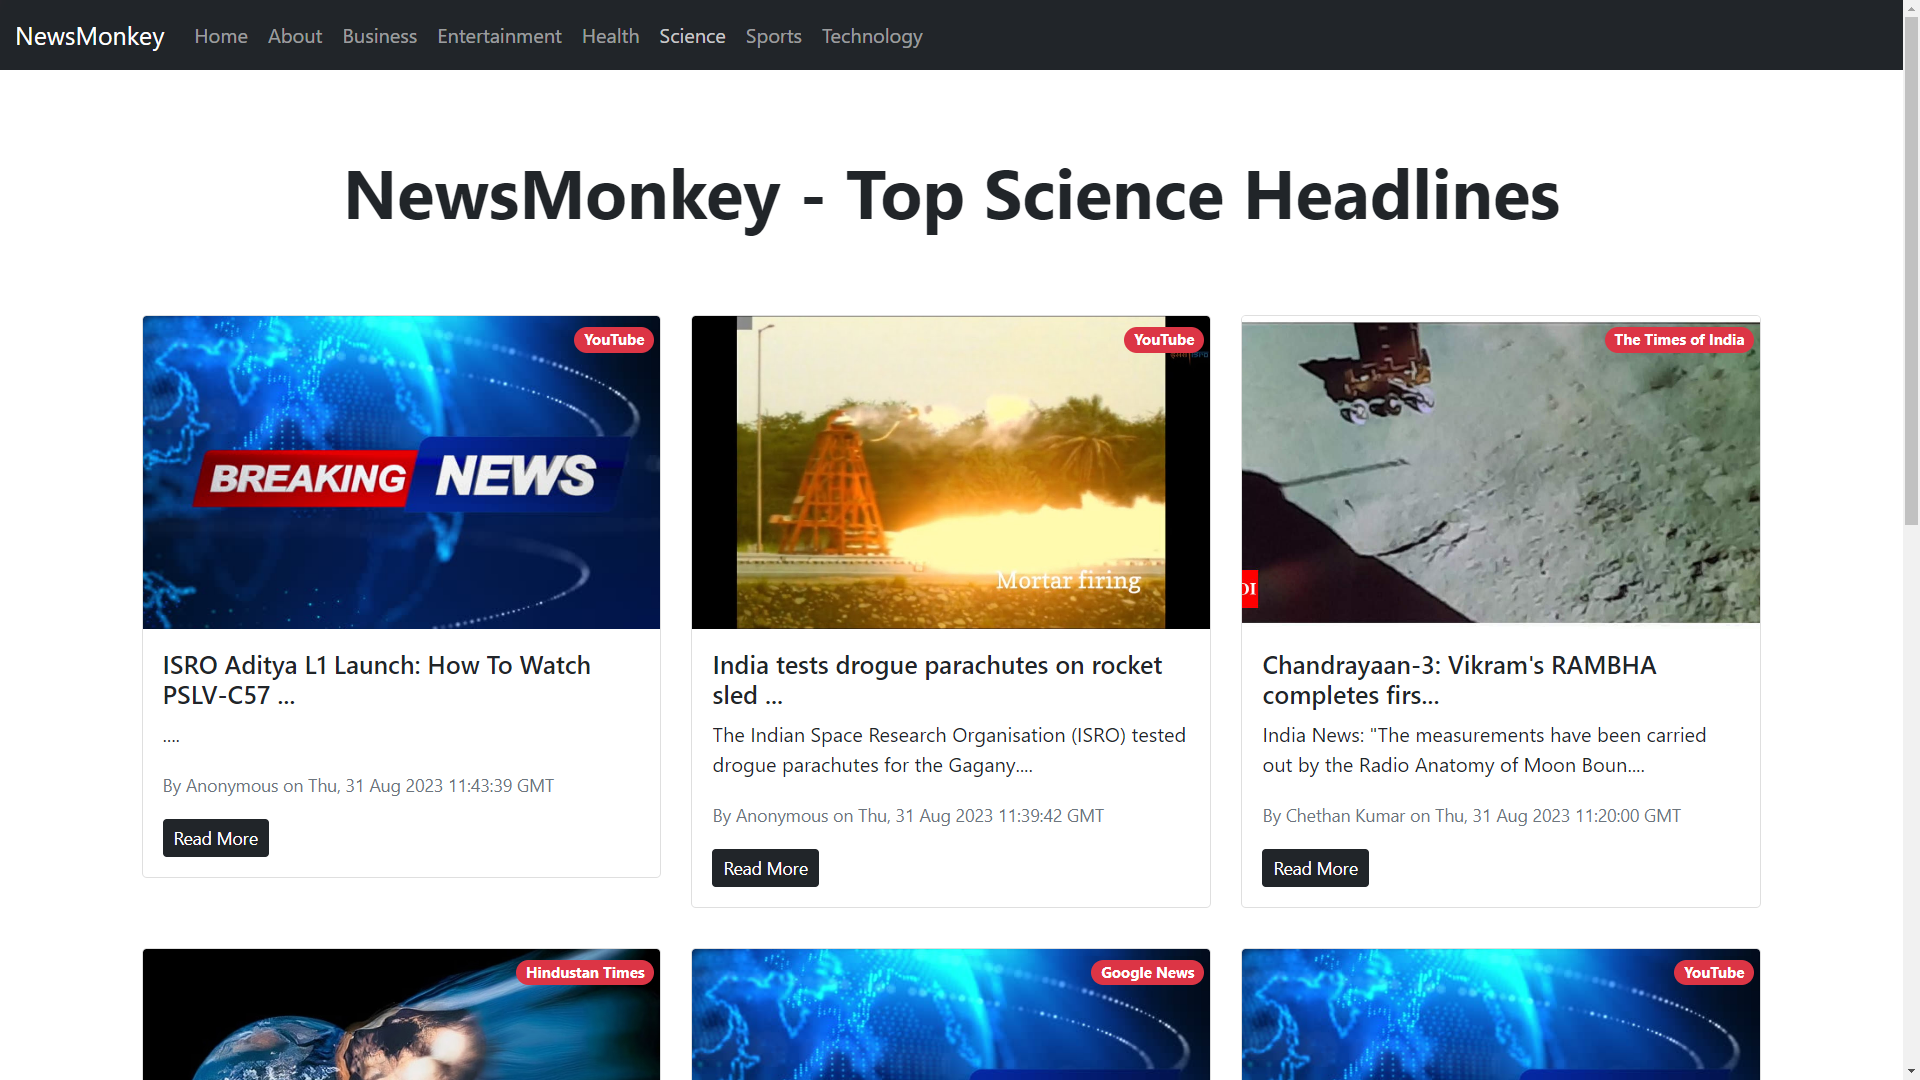 NewsMonkey Home About Business Entertainment Health Science Sports Technology
NewsMonkey - Top Science Headlines
YouTube
BREAKING NEWS
ISRO Aditya L1 Launch: How To Watch
PSLV-C57 ...
....
By Anonymous on Thu, 31 Aug 2023 11:43:39 GMT
Read More
YouTube
Mortar firing
India tests drogue parachutes on rocket
sled ...
The Indian Space Research Organisation (ISRO) tested
drogue parachutes for the Gagany....
By Anonymous on Thu, 31 Aug 2023 11:39:42 GMT
Read More
The Times of India
OI
Chandrayaan-3: Vikram's RAMBHA
completes firs...
India News: "The measurements have been carried
out by the Radio Anatomy of Moon Boun....
By Chethan Kumar on Thu, 31 Aug 2023 11:20:00 GMT
Read More
Hindustan Times
Google News
YouTube